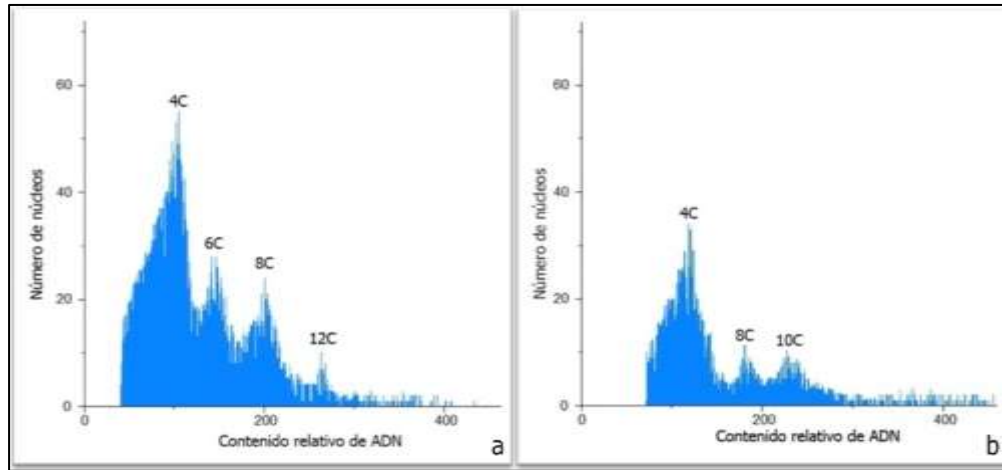 60
40
20
0
0
200
400
Número de núcleos
4C
6C
8C
12C
Contenido relativo de ADN
a
60
40
20
0
0
200
400
Número de núcleos
4C
8C
10C
Contenido relativo de ADN
b